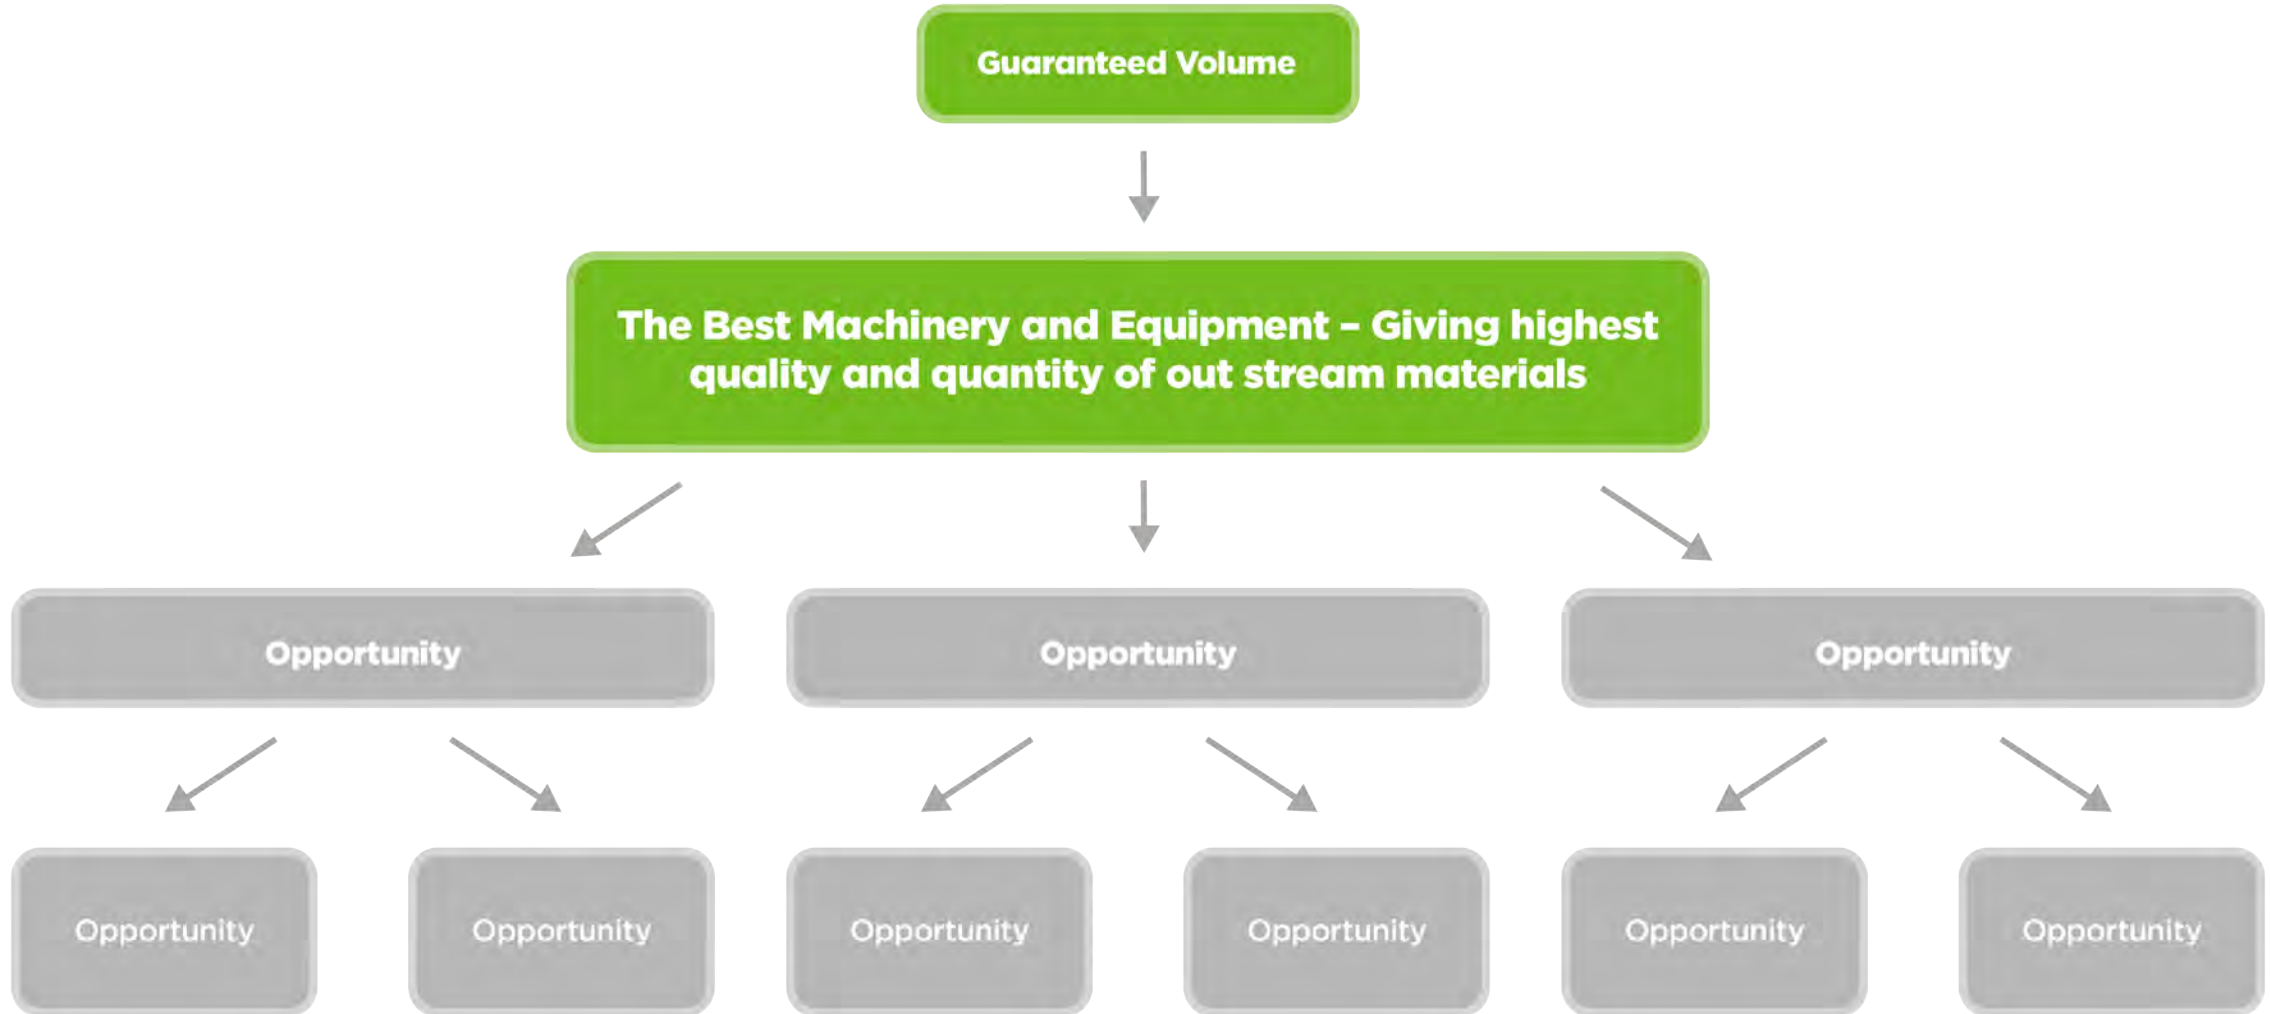 Guaranteed Volume
The Best Machinery and Equipment – Giving highest
quality and quantity of out stream materials
Opportunity
Opportunity
Opportunity
Opportunity
Opportunity
Opportunity
Opportunity
Opportunity
Opportunity